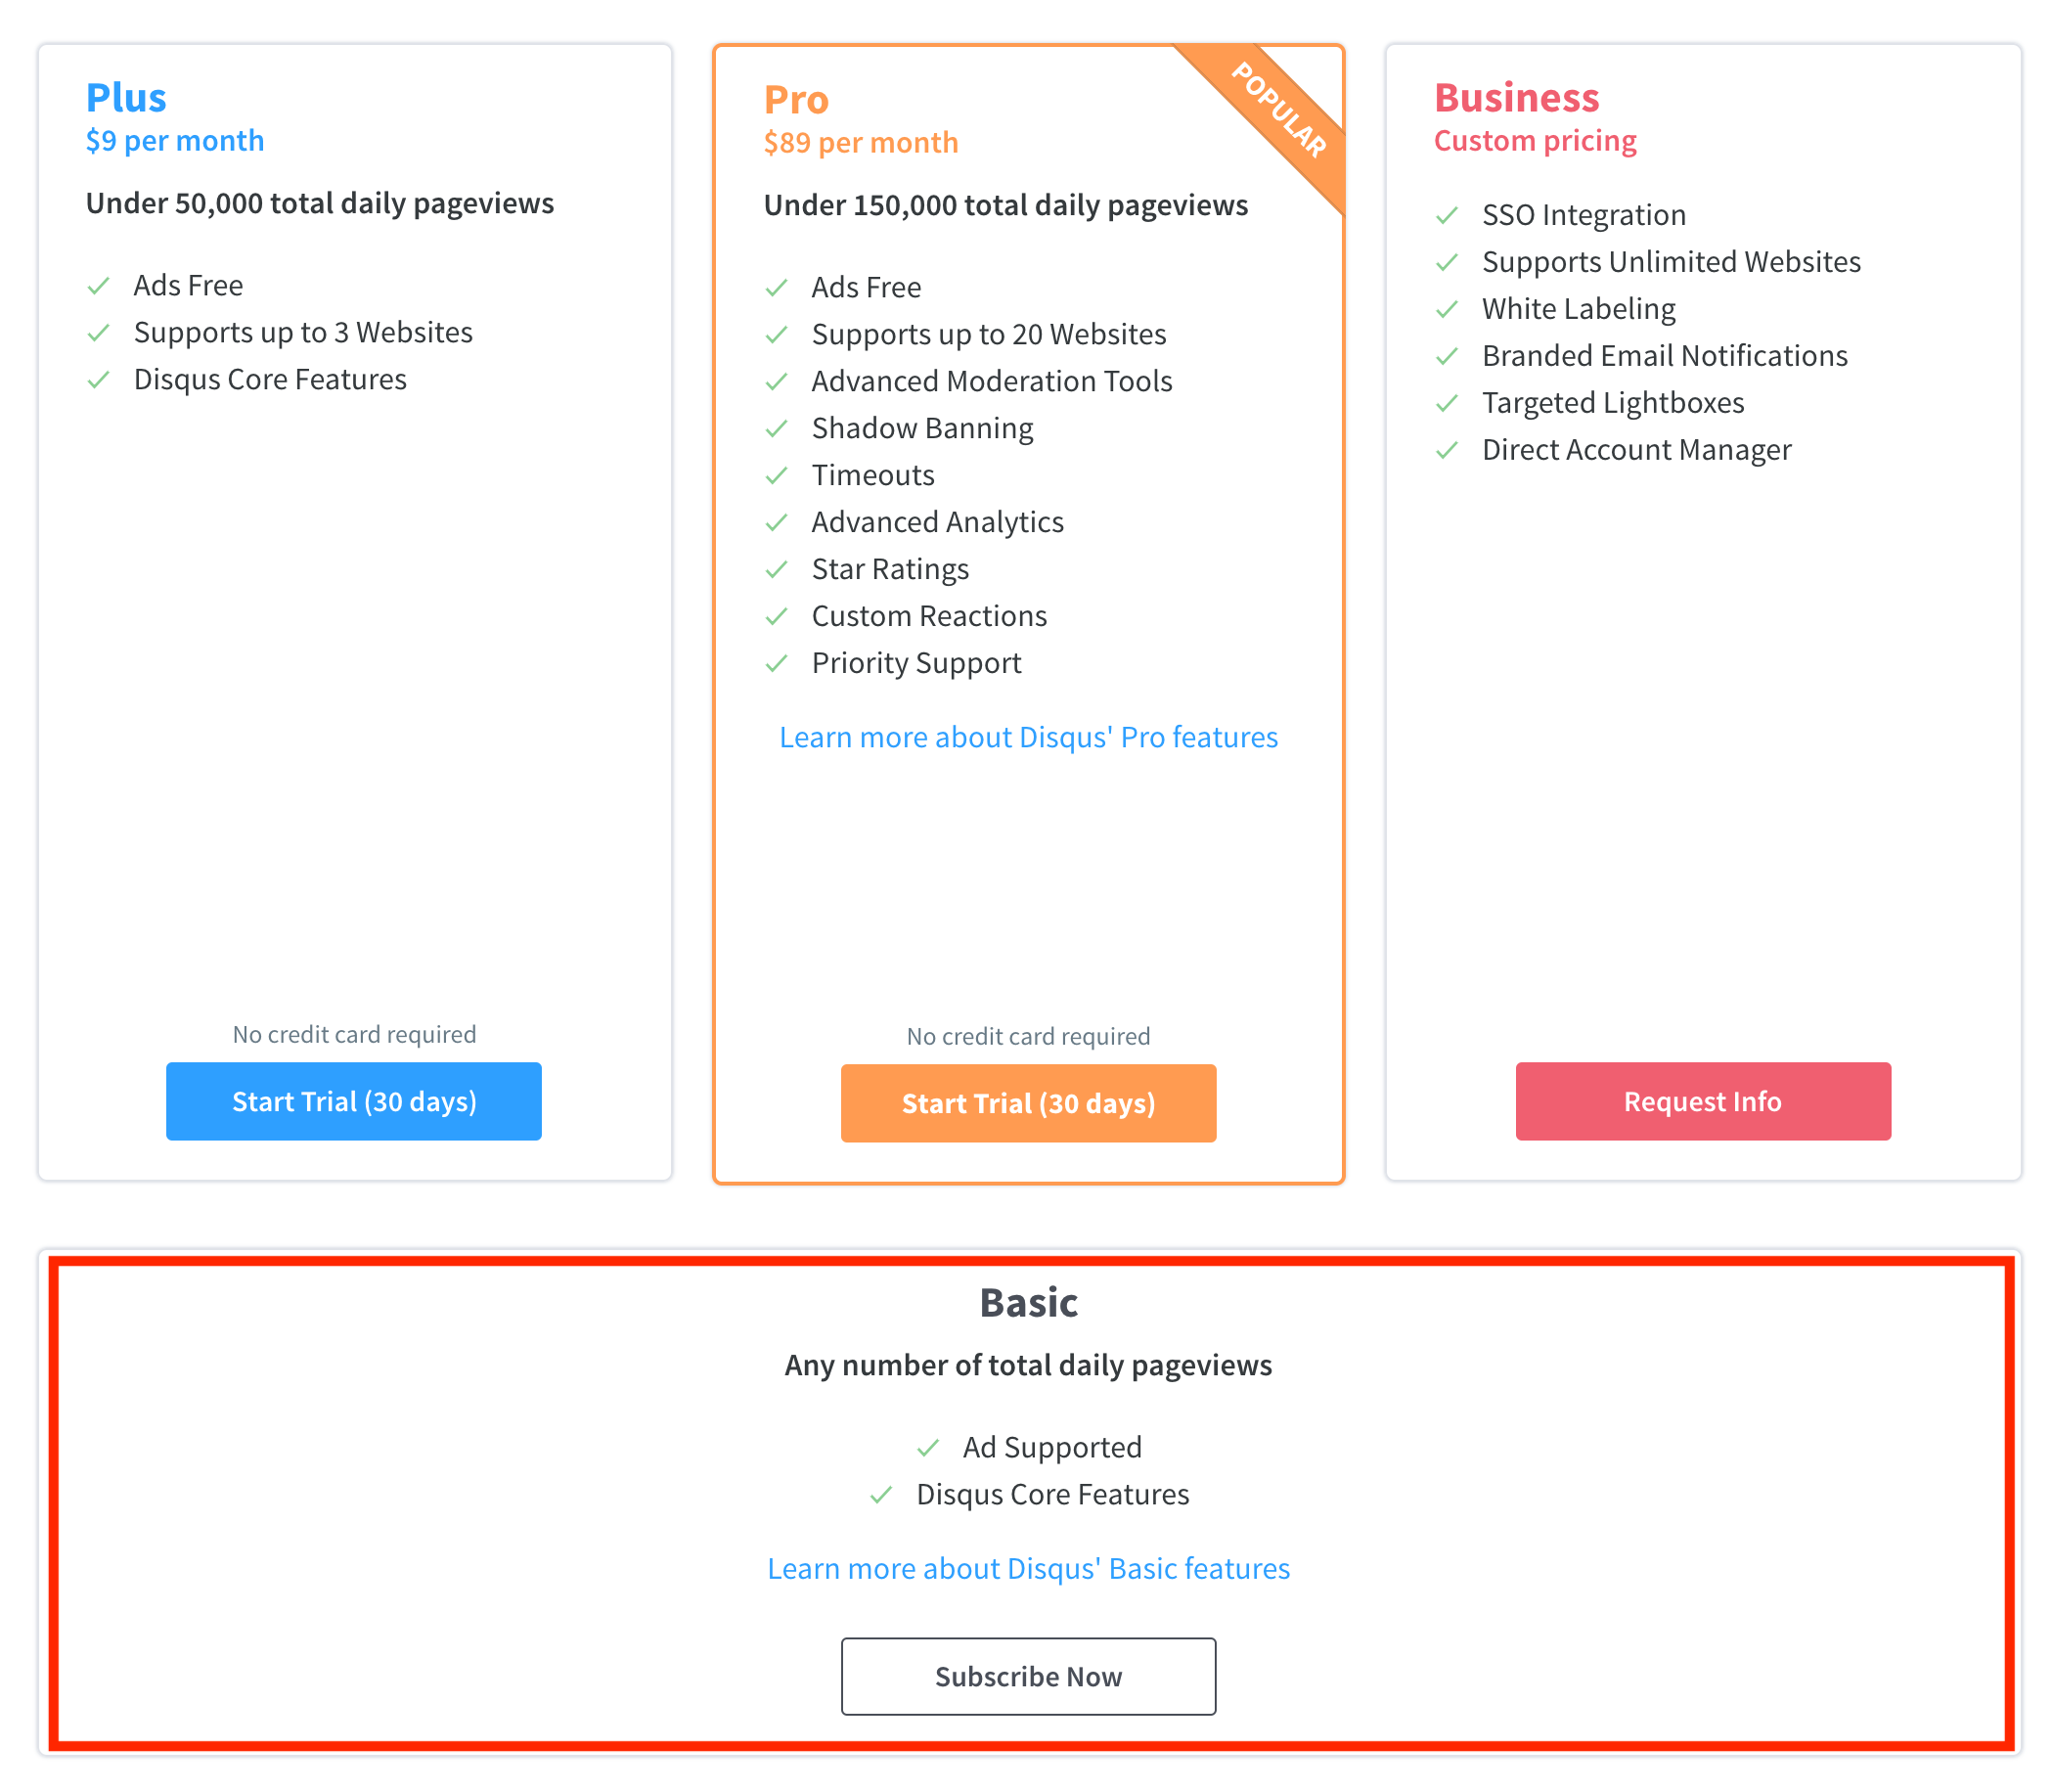 Plus
$9 per month
Under 50,000 total daily pageviews
Ads Free
Supports up to 3 Websites
Disqus Core Features
No credit card required
Start Trial (30 days)
POPULAR
Pro
$89 per month
Under 150,000 total daily pageviews
Ads Free
Supports up to 20 Websites
Advanced Moderation Tools
Shadow Banning
Timeouts
Advanced Analytics
Star Ratings
Custom Reactions
Priority Support
Learn more about Disqus' Pro features
No credit card required
Start Trial (30 days)
Business
Custom pricing
SSO Integration
Supports Unlimited Websites
White Labeling
Branded Email Notifications
Targeted Lightboxes
Direct Account Manager
Request Info
Basic
Any number of total daily pageviews
Ad Supported
Disqus Core Features
Learn more about Disqus' Basic features
Subscribe Now